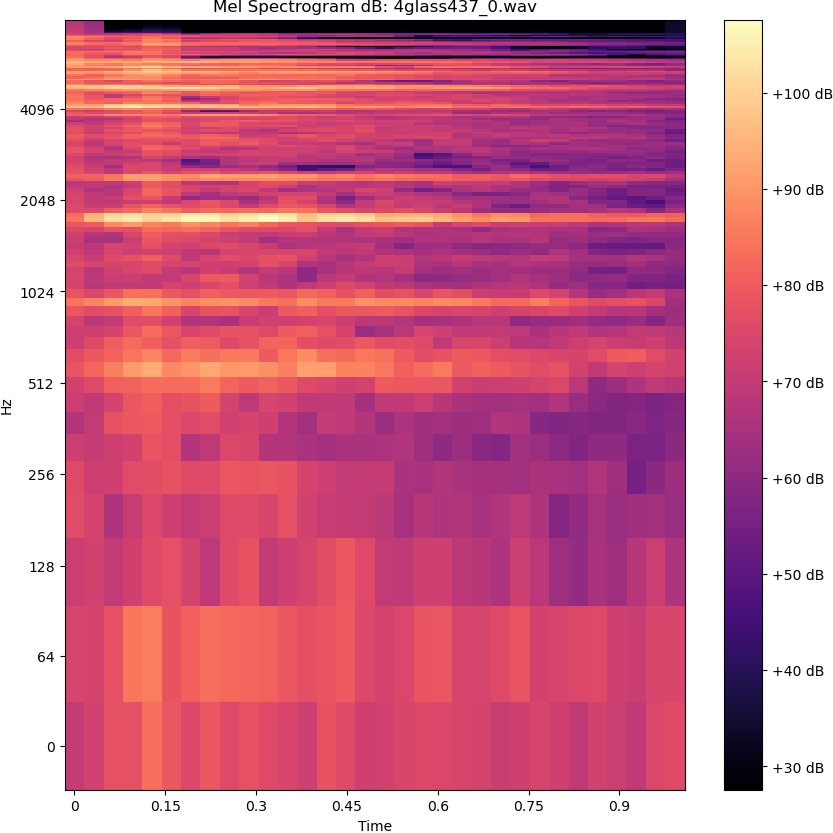 Mel Spectrogram dB: 4glass437_0.wav
4096
2048
1024
512
256
128
64
0
Hz
0 0.15 0.3 0.45 0.6 0.75 0.9
Time
+100 dB
+90 dB
+80 dB
+70 dB
+60 dB
+50 dB
+40 dB
+30 dB